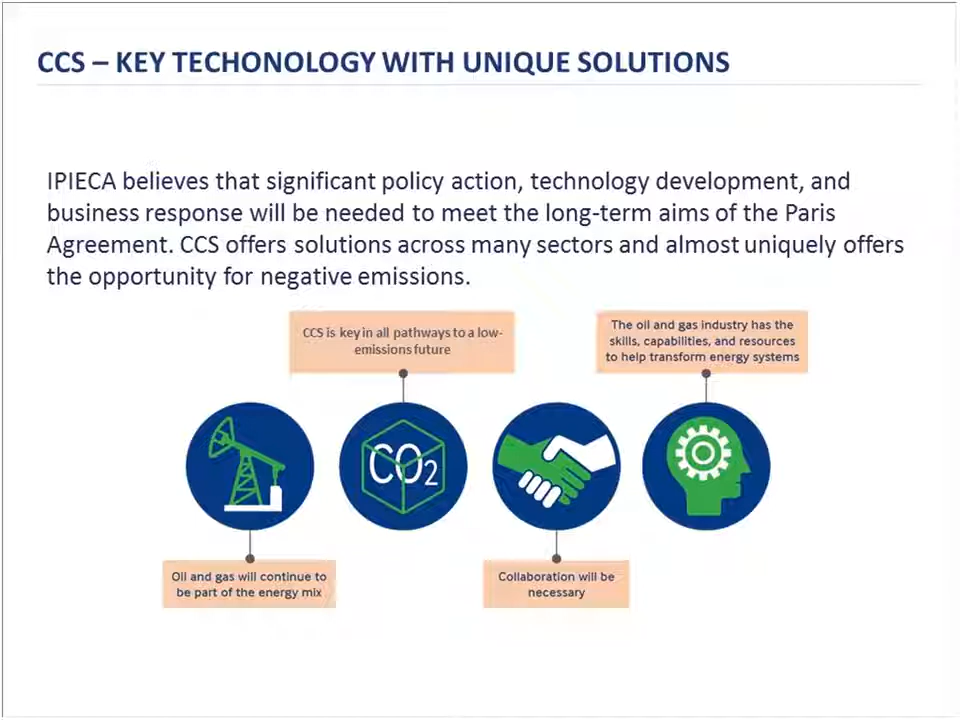 CCS – KEY TECHONOLOGY WITH UNIQUE SOLUTIONS
IPIECA believes that significant policy action, technology development, and
business response will be needed to meet the long-term aims of the Paris
Agreement. CCS offers solutions across many sectors and almost uniquely offers
the opportunity for negative emissions.
CCS is key in all pathways to a low-
emissions future
The oil and gas industry has the
skills, capabilities, and resources
to help transform energy systems
CO2
Oil and gas will continue to
be part of the energy mix
Collaboration will be
necessary